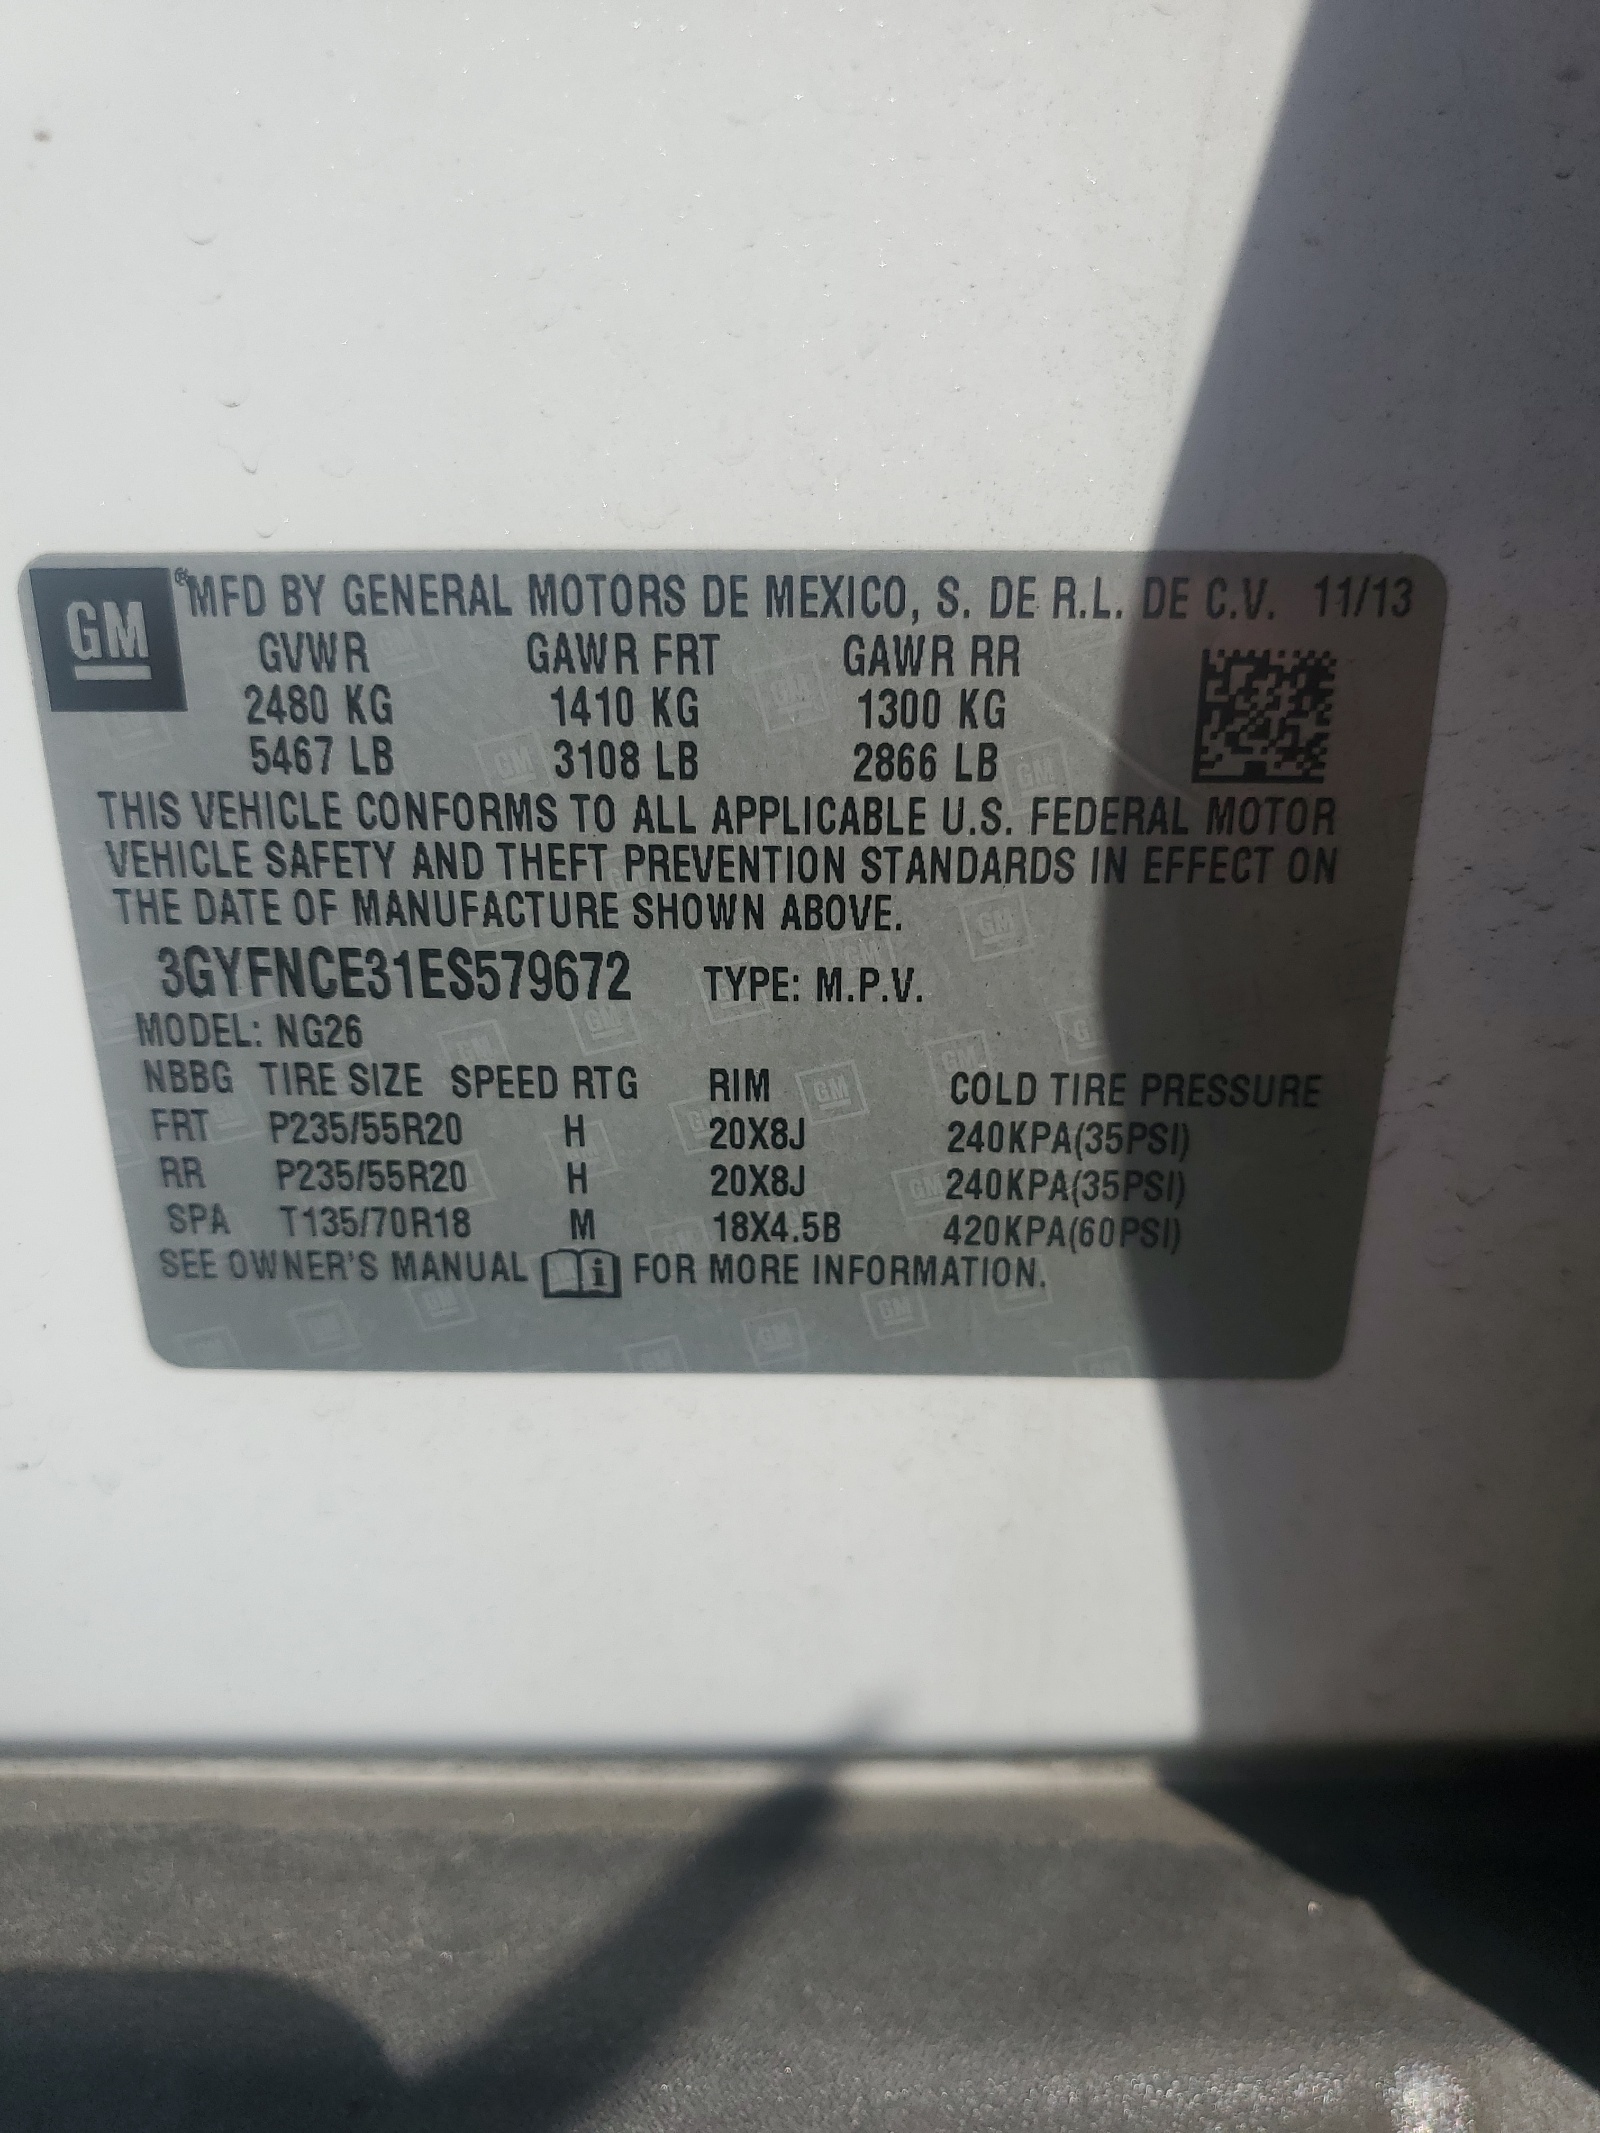 GM
®MFD BY GENERAL MOTORS DE MEXICO, S. DE R.L. DE C.V. 11/13
GVWR GAWR FRT GAWR RR
2480 KG 1410 KG 1300 KG
5467 LB 3108 LB 2866 LB
THIS VEHICLE CONFORMS TO ALL APPLICABLE U.S. FEDERAL MOTOR
VEHICLE SAFETY AND THEFT PREVENTION STANDARDS IN EFFECT ON
THE DATE OF MANUFACTURE SHOWN ABOVE.
3GYFNCE31ES579672 TYPE: M.P.V.
MODEL: NG26
NBBG TIRE SIZE SPEED RTG RIM COLD TIRE PRESSURE
FRT P235/55R20 H 20X8J 240KPA(35PSI)
RR P235/55R20 H 20X8J 240KPA(35PSI)
SPA T135/70R18 M 18X4.5B 420KPA(60PSI)
SEE OWNER'S MANUAL i FOR MORE INFORMATION.